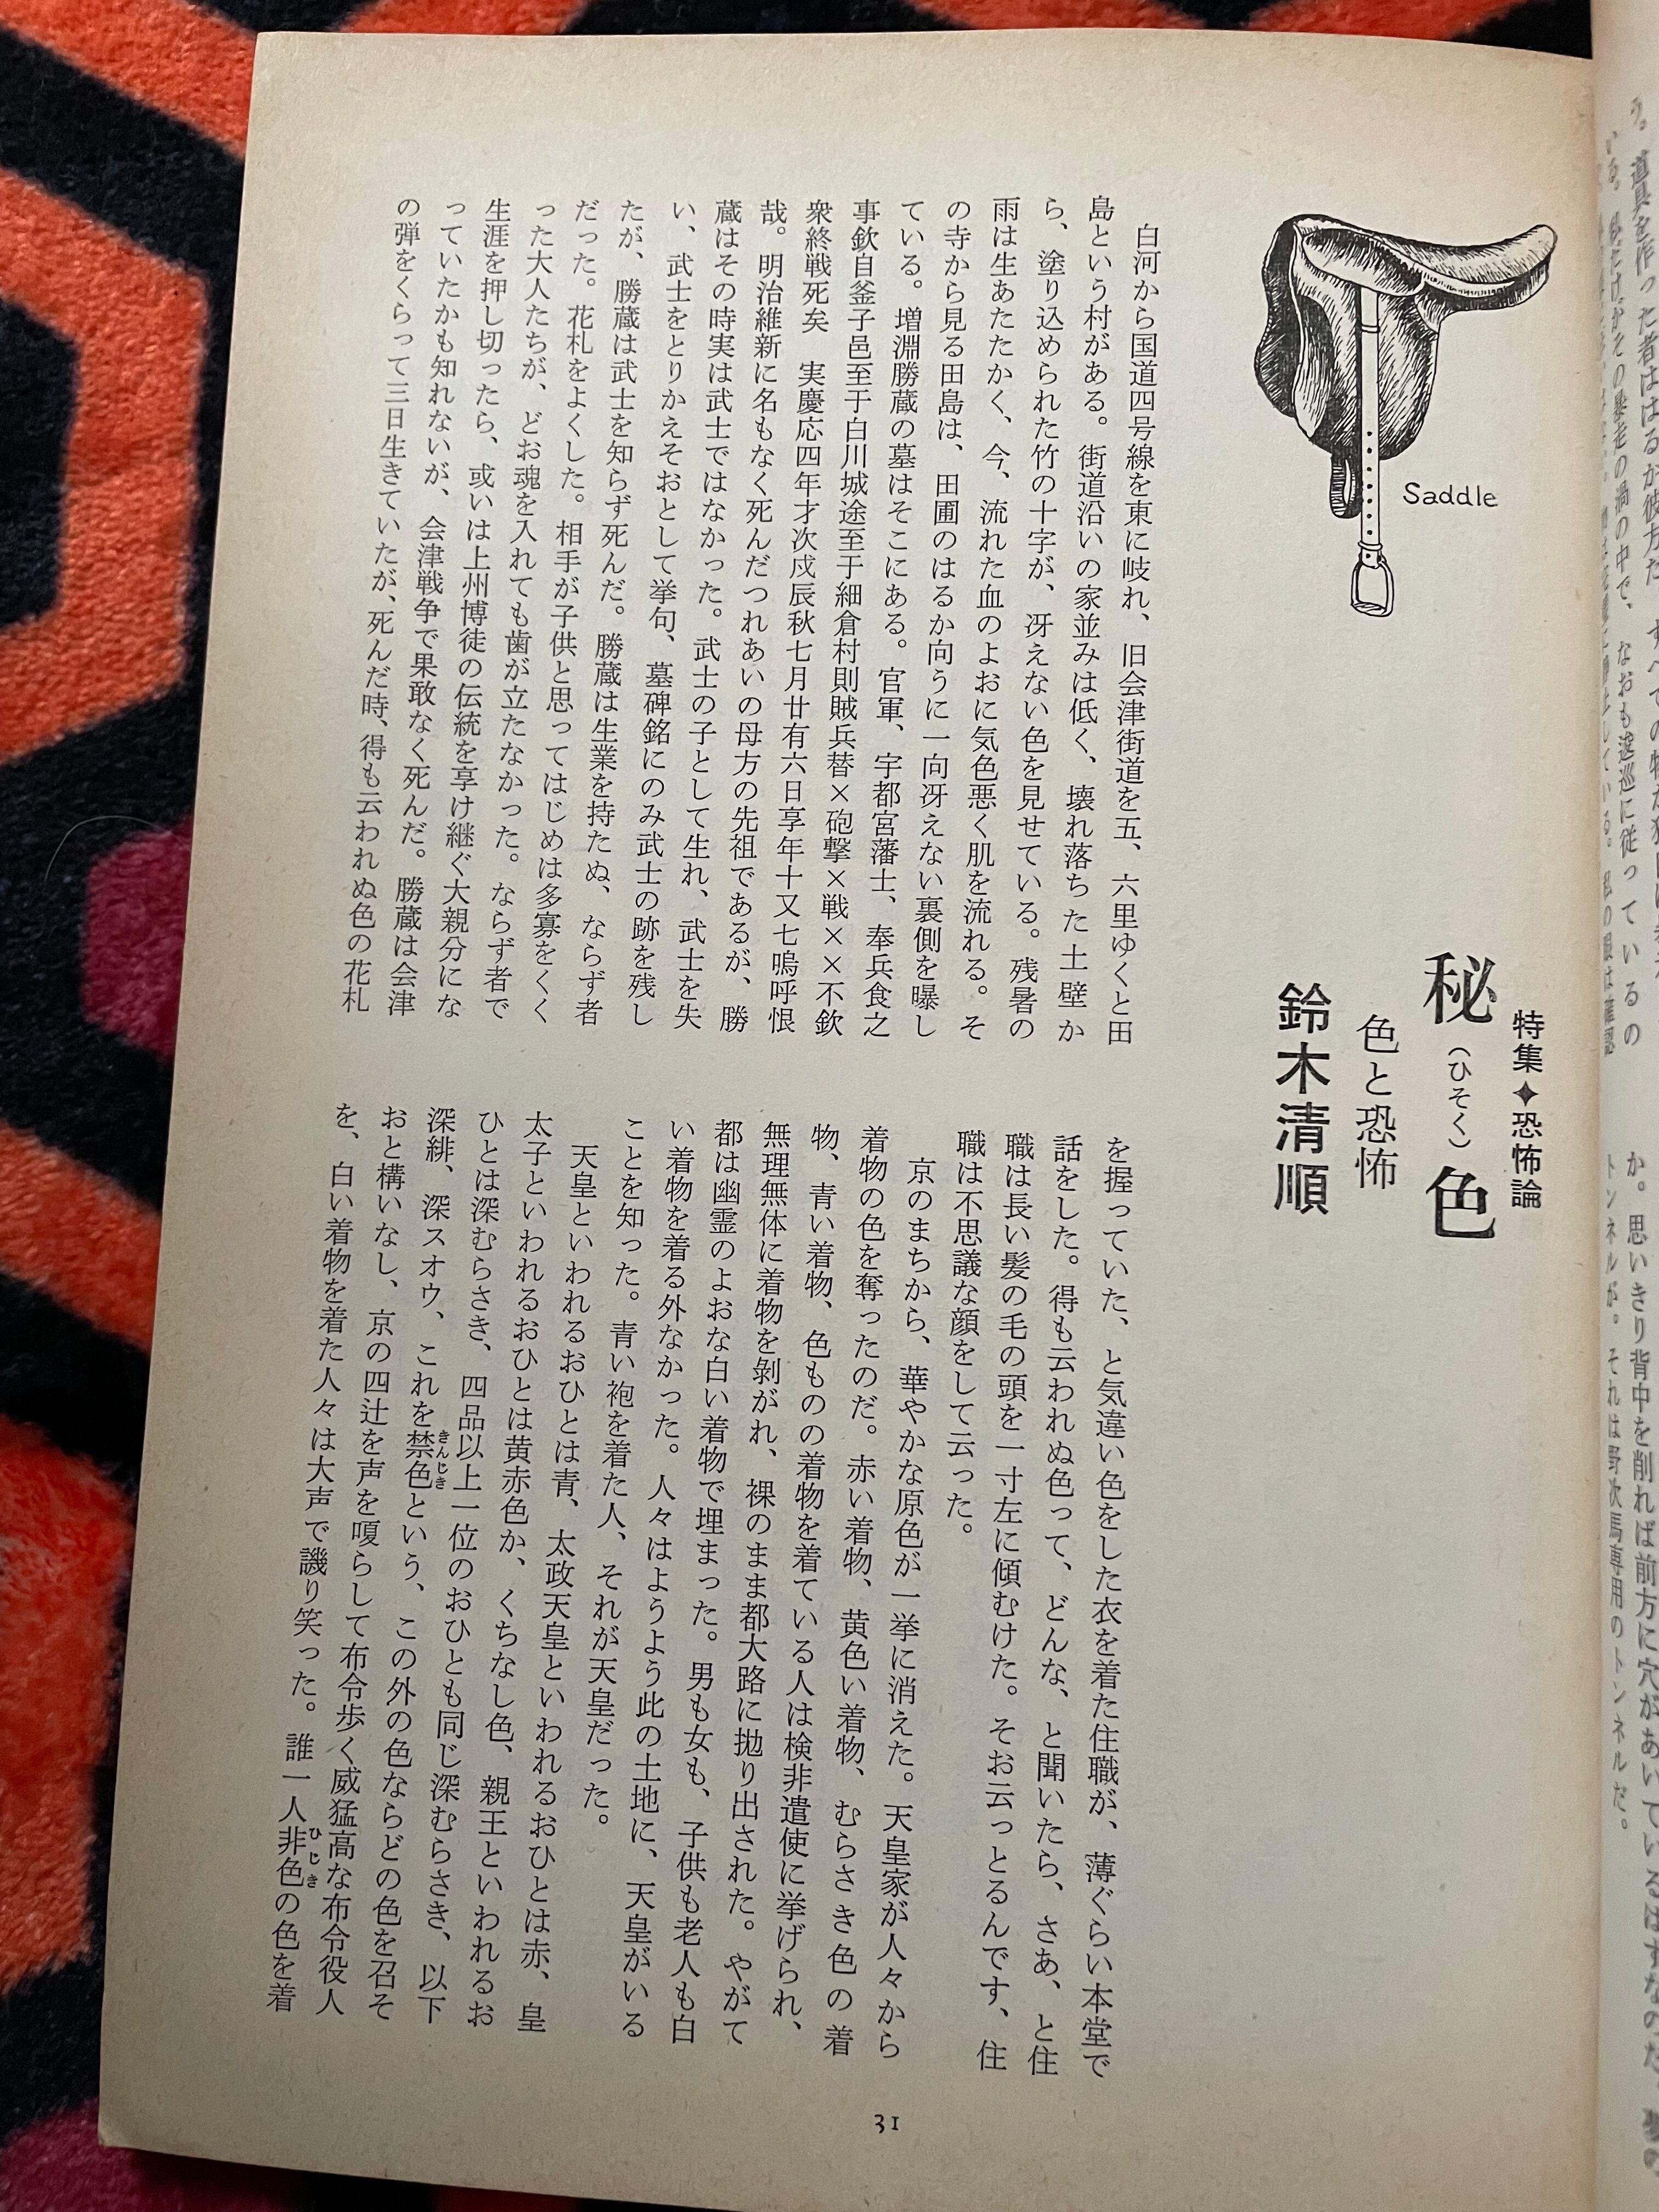 特集✦恐怖論
秘(ひそく)色
色と恐怖
鈴木清順
Saddle
白河から国道四号線を東に岐れ、旧会津街道を五、六里ゆくと田
島という村がある。街道沿いの家並みは低く、壊れ落ちた土壁か
ら、塗り込められた竹の十字が、冴えない色を見せている。残暑の
雨は生あたたかく、今、流れた血のよおに気色悪く肌を流れる。そ
の寺から見る田島は、田圃のはるか向うに一向冴えない裏側を曝し
ている。増淵勝蔵の墓はそこにある。官軍、宇都宮藩士、奉兵食之
事欽自釜子邑至于白川城途至于細倉村則賊兵替×砲撃×戦××不欽
衆終戦死矣　実慶応四年才次戍辰秋七月廿有六日享年十又七嗚呼恨
哉。明治維新に名もなく死んだつれあいの母方の先祖であるが、勝
蔵はその時実は武士ではなかった。武士の子として生れ、武士を失
い、武士をとりかえそおとして挙句、墓碑銘にのみ武士の跡を残し
たが、勝蔵は武士を知らず死んだ。勝蔵は生業を持たぬ、ならず者
だった。花札をよくした。相手が子供と思ってはじめは多寡をくく
った大人たちが、どお魂を入れても歯が立たなかった。ならず者で
生涯を押し切ったら、或いは上州博徒の伝統を享け継ぐ大親分にな
っていたかも知れないが、会津戦争で果敢なく死んだ。勝蔵は会津
の弾をくらって三日生きていたが、死んだ時、得も云われぬ色の花札
を握っていた、と気違い色をした衣を着た住職が、薄ぐらい本堂で
話をした。得も云われぬ色って、どんな、と聞いたら、さあ、と住
職は長い髪の毛の頭を一寸左に傾むけた。そお云っとるんです、住
職は不思議な顔をして云った。
京のまちから、華やかな原色が一挙に消えた。天皇家が人々から
着物の色を奪ったのだ。赤い着物、黄色い着物、むらさき色の着
物、青い着物、色ものの着物を着ている人は検非遣使に挙げられ、
無理無体に着物を剝がれ、裸のまま都大路に拋り出された。やがて
都は幽霊のよおな白い着物で埋まった。男も女も、子供も老人も白
い着物を着る外なかった。人々はようよう此の土地に、天皇がいる
ことを知った。青い袍を着た人、それが天皇だった。
天皇といわれるおひとは青、太政天皇といわれるおひとは赤、皇
太子といわれるおひとは黄赤色か、くちなし色、親王といわれるお
ひとは深むらさき、四品以上一位のおひとも同じ深むらさき、以下
深緋、深スオウ、これを禁色(きんじき)という、この外の色ならどの色を召そ
おと構いなし、京の四辻を声を嗄らして布令歩く威猛高な布令役人
を、白い着物を着た人々は大声で譏り笑った。誰一人非色(ひじき)の色を着
31